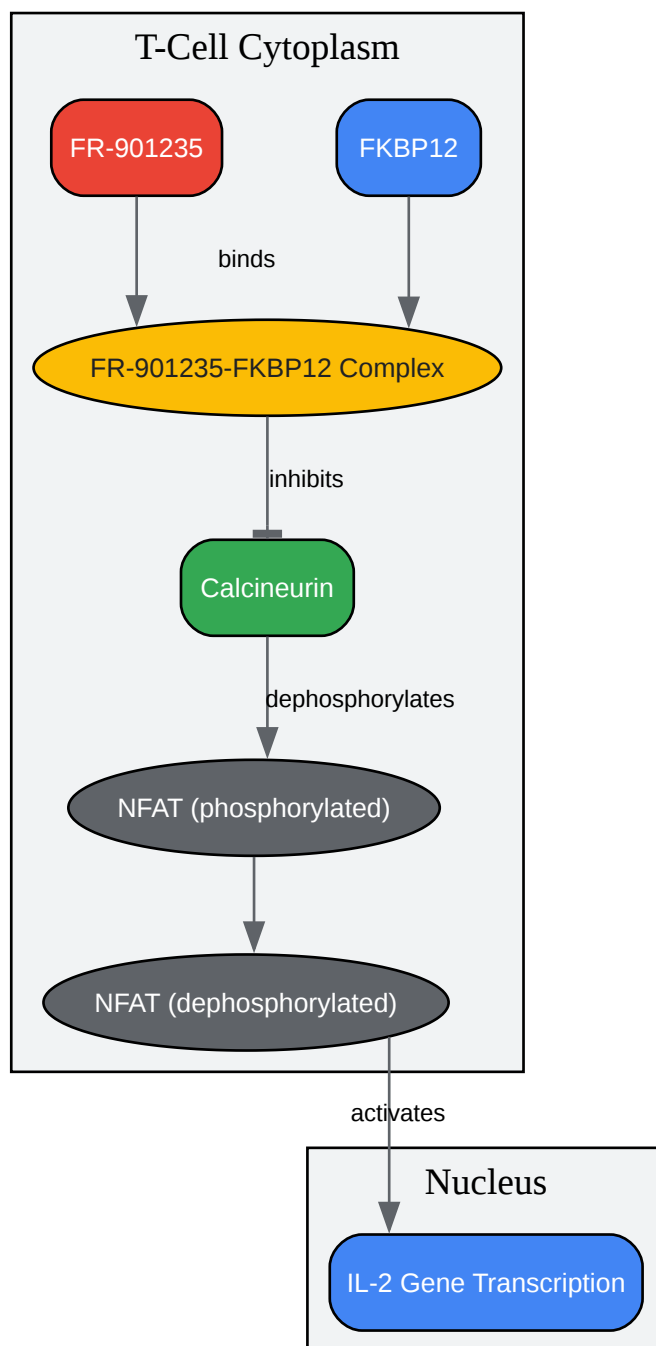 T-Cell Cytoplasm
FR-901235
FKBP12
binds
FR-901235-FKBP12 Complex
inhibits
Calcineurin
dephosphorylates
NFAT (phosphorylated)
NFAT (dephosphorylated)
activates
Nucleus
IL-2 Gene Transcription